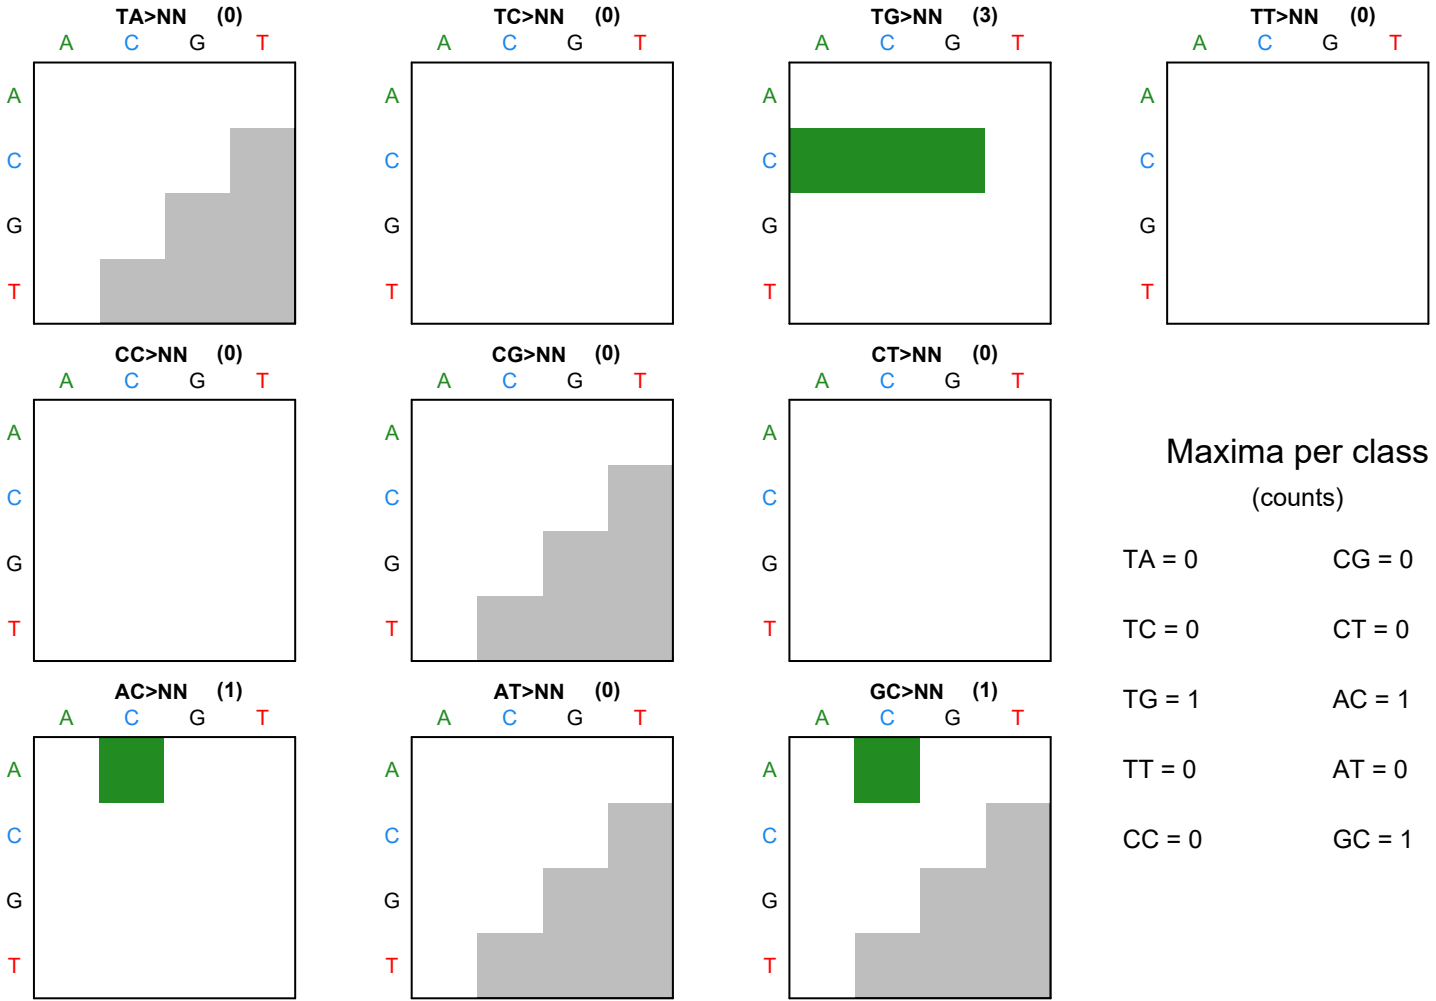 TA>NN (0) TC>NN (0) TG>NN (3) TT>NN (0)
A C G T A C G T A C G T A C G T
A A A A
C C C C
G G G G
T T T T
CC>NN (0) CG>NN (0) CT>NN (0)
A C G T A C G T A C G T
A A A
C C C
G G G
T T T
Maxima per class
(counts)
TA = 0 CG = 0
TC = 0 CT = 0
TG = 1 AC = 1
TT = 0 AT = 0
CC = 0 GC = 1
AC>NN (1) AT>NN (0) GC>NN (1)
A C G T A C G T A C G T
A A A
C C C
G G G
T T T